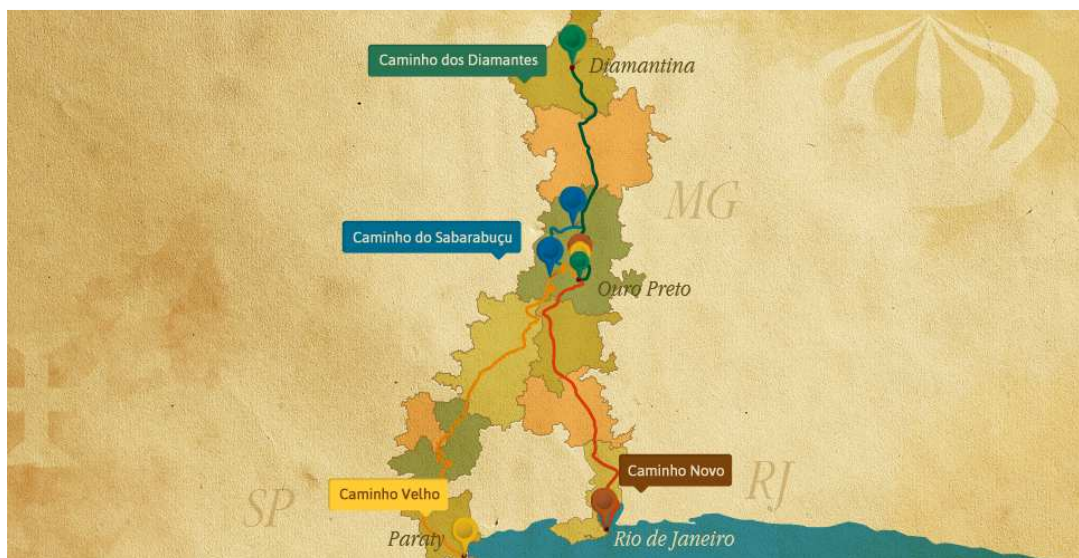 Caminho dos Diamantes
Diamantina
MG
Caminho do Sabarabuçu
Ouro Preto
Caminho Novo
RJ
Caminho Velho
SP
Paraty
Rio de Janeiro